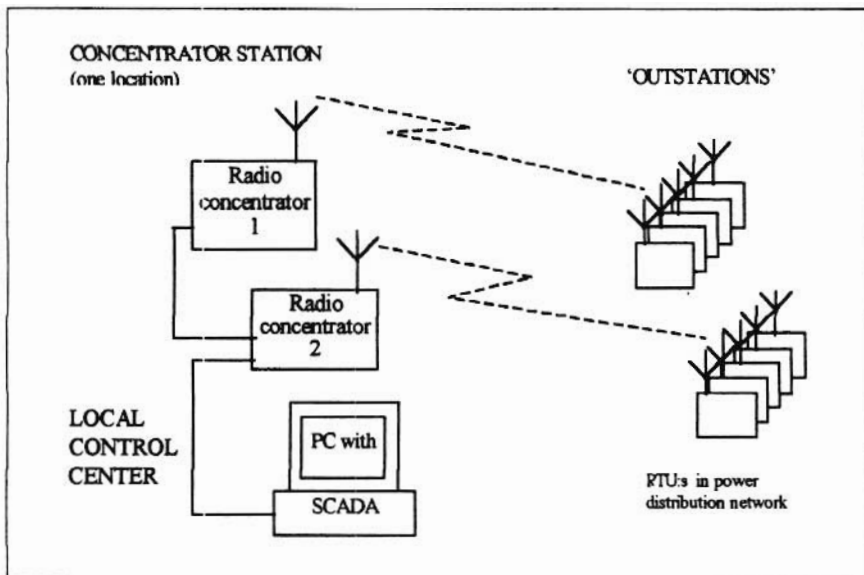 CONCENTRATOR STATION
(one location)
'OUTSTATIONS'
Radio
concentrator
1
Radio
concentrator
2
LOCAL
CONTROL
CENTER
PC with
SCADA
RTU:s in power
distribution network